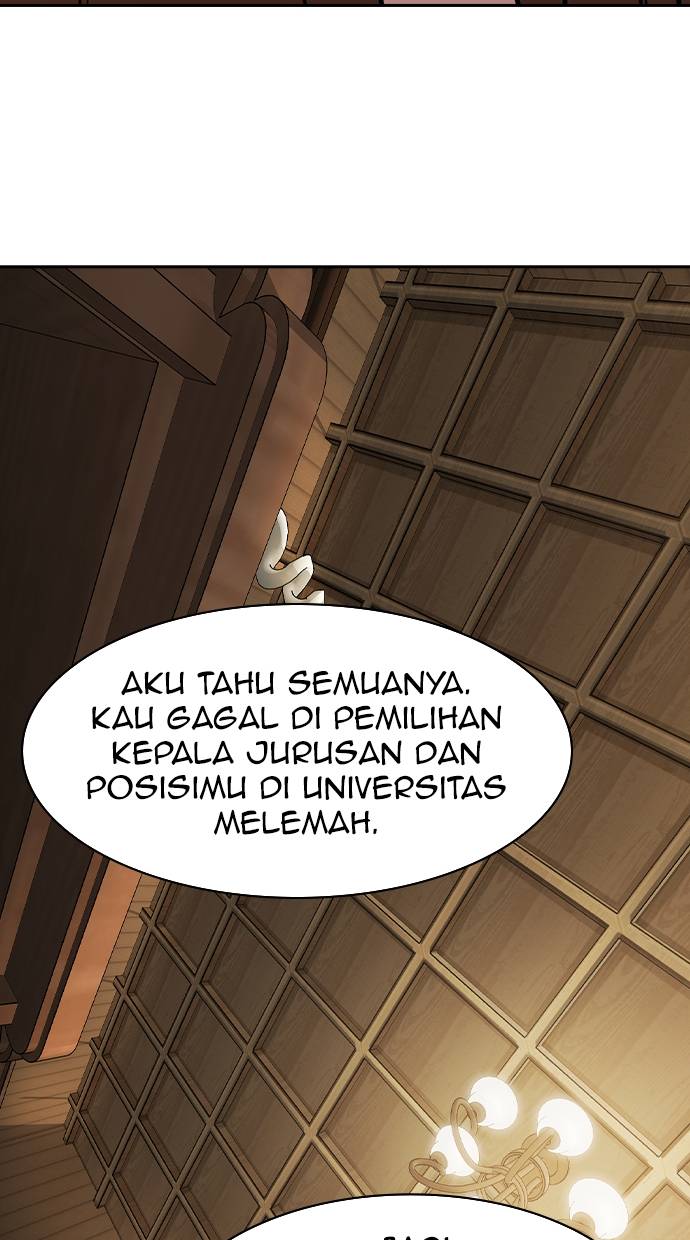 AKU TAHU SEMUANYA.
KAU GAGAL DI PEMILIHAN
KEPALA JURUSAN DAN
POSISIMU DI UNIVERSITAS
MELEMAH.